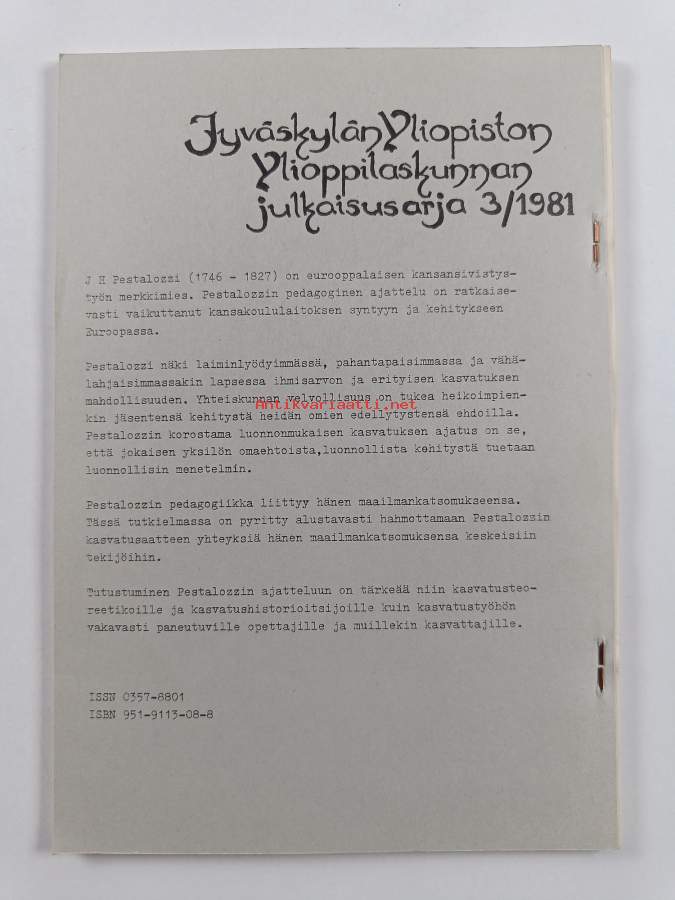 Jyväskylän Yliopiston
Ylioppilaskunnan
julkaisusarja 3/1981
J H Pestalozzi (1746 - 1827) on eurooppalaisen kansansivistys-
työn merkkimies. Pestalozzin pedagoginen ajattelu on ratkaise-
vasti vaikuttanut kansakoululaitoksen syntyyn ja kehitykseen
Euroopassa.
Pestalozzi näki laiminlyödyimmässä, pahantapaisimmassa ja vähä-
lahjaisimmassakin lapsessa ihmisarvon ja erityisen kasvatuksen
mahdollisuuden. Yhteiskunnan velvollisuus on tukea heikoimpien-
Antikvariaatti.net
kin jäsentensä kehitystä heidän omien edellytystensä ehdoilla.
Pestalozzin korostama luonnonmukaisen kasvatuksen ajatus on se,
että jokaisen yksilön omaehtoista,luonnollista kehitystä tuetaan
luonnollisin menetelmin.
Pestalozzin pedagogiikka liittyy hänen maailmankatsomukseensa.
Tässä tutkielmassa on pyritty alustavasti hahmottamaan Pestalozzin
kasvatusaatteen yhteyksiä hänen maailmankatsomuksensa keskeisiin
tekijöihin.
Tutustuminen Pestalozzin ajatteluun on tärkeää niin kasvatusteo-
reetikoille ja kasvatushistorioitsijoille kuin kasvatustyöhön
vakavasti paneutuville opettajille ja muillekin kasvattajille.
ISSN 0357-8801
ISBN 951-9113-08-8